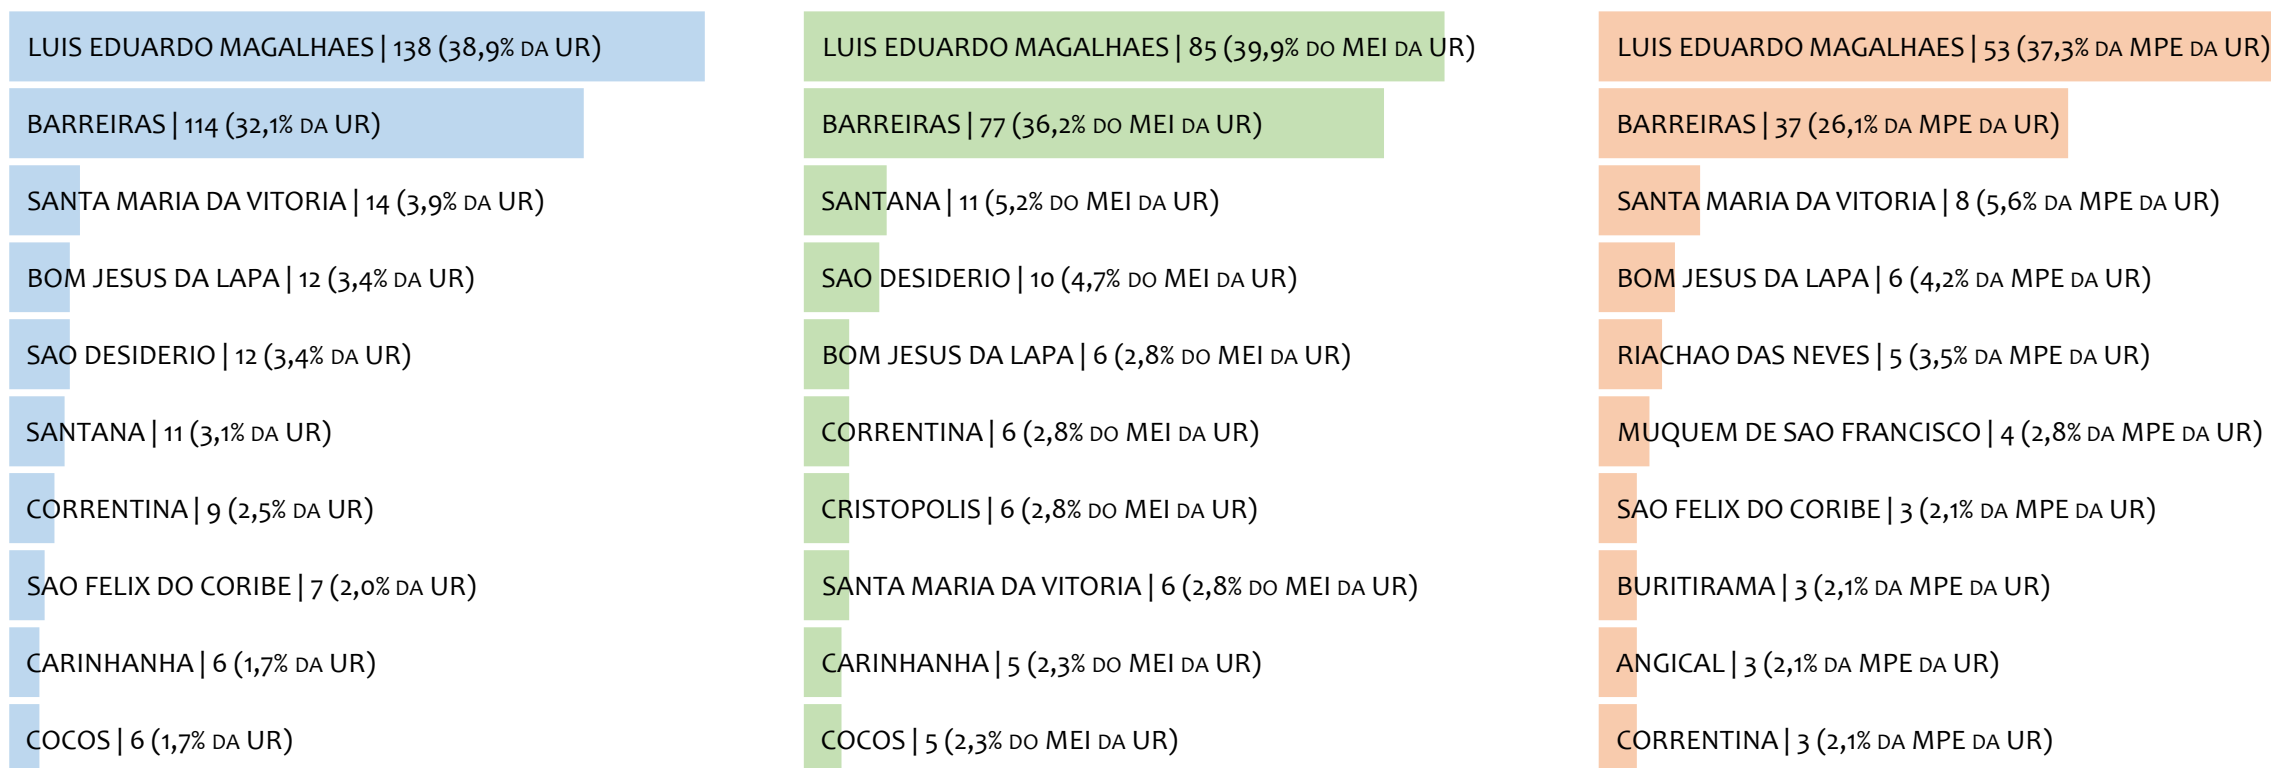 LUIS EDUARDO MAGALHAES | 138 (38,9% DA UR)
BARREIRAS | 114 (32,1% DA UR)
SANTA MARIA DA VITORIA | 14 (3,9% DA UR)
BOM JESUS DA LAPA | 12 (3,4% DA UR)
SAO DESIDERIO | 12 (3,4% DA UR)
SANTANA | 11 (3,1% DA UR)
CORRENTINA | 9 (2,5% DA UR)
SAO FELIX DO CORIBE | 7 (2,0% DA UR)
CARINHANHA | 6 (1,7% DA UR)
COCOS | 6 (1,7% DA UR)
LUIS EDUARDO MAGALHAES | 85 (39,9% DO MEI DA UR)
BARREIRAS | 77 (36,2% DO MEI DA UR)
SANTANA | 11 (5,2% DO MEI DA UR)
SAO DESIDERIO | 10 (4,7% DO MEI DA UR)
BOM JESUS DA LAPA | 6 (2,8% DO MEI DA UR)
CORRENTINA | 6 (2,8% DO MEI DA UR)
CRISTOPOLIS | 6 (2,8% DO MEI DA UR)
SANTA MARIA DA VITORIA | 6 (2,8% DO MEI DA UR)
CARINHANHA | 5 (2,3% DO MEI DA UR)
COCOS | 5 (2,3% DO MEI DA UR)
LUIS EDUARDO MAGALHAES | 53 (37,3% DA MPE DA UR)
BARREIRAS | 37 (26,1% DA MPE DA UR)
SANTA MARIA DA VITORIA | 8 (5,6% DA MPE DA UR)
BOM JESUS DA LAPA | 6 (4,2% DA MPE DA UR)
RIACHAO DAS NEVES | 5 (3,5% DA MPE DA UR)
MUQUEM DE SAO FRANCISCO | 4 (2,8% DA MPE DA UR)
SAO FELIX DO CORIBE | 3 (2,1% DA MPE DA UR)
BURITIRAMA | 3 (2,1% DA MPE DA UR)
ANGICAL | 3 (2,1% DA MPE DA UR)
CORRENTINA | 3 (2,1% DA MPE DA UR)